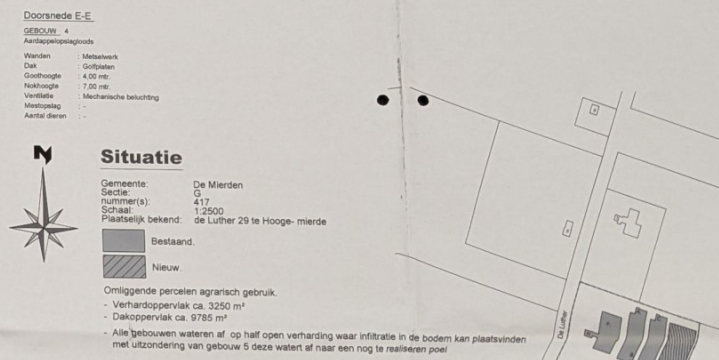 Doorsnede E-E
GEBOUW 4
Aardappelopslagloods
Wanden : Metselwerk
Dak : Golfplaten
Goothoogte : 4,00 mtr.
Nokhoogte : 7,00 mtr.
Ventilatie : Mechanische beluchting
Mestopslag : -
Aantal dieren : -
N
Situatie
Gemeente: De Mierden
Sectie: G
nummer(s): 417
Schaal: 1:2500
Plaatselijk bekend: de Luther 29 te Hooge- mierde
Bestaand.
Nieuw.
Omliggende percelen agrarisch gebruik.
- Verhardoppervlak ca. 3250 m²
- Dakoppervlak ca. 9785 m²
- Alle gebouwen wateren af op half open verharding waar infiltratie in de bodem kan plaatsvinden
met uitzondering van gebouw 5 deze watert af naar een nog te realiseren poel
De Luther